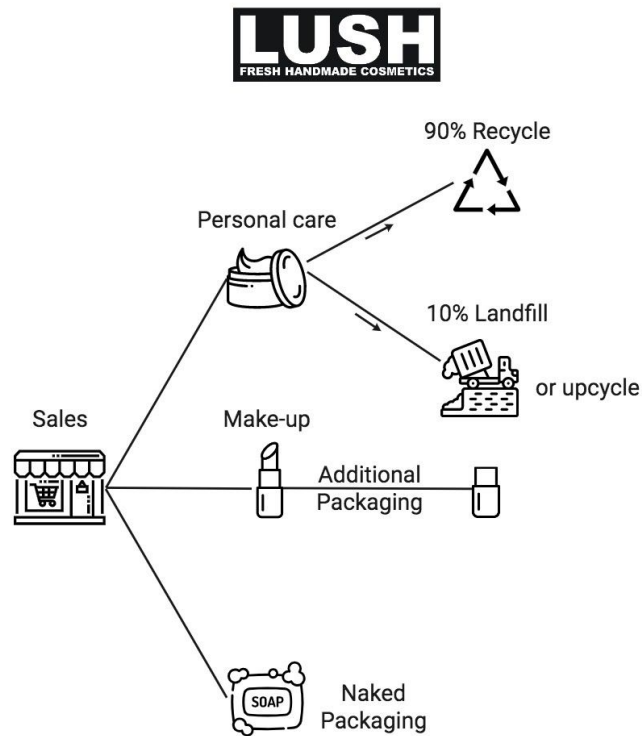 LUSH
FRESH HANDMADE COSMETICS
90% Recycle
Personal care
10% Landfill
or upcycle
Sales
Make-up
Additional
Packaging
SOAP
Naked
Packaging